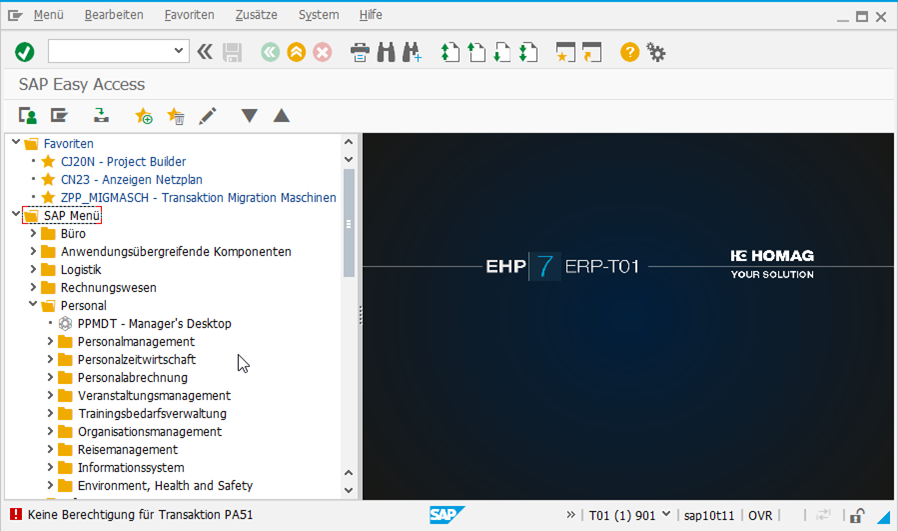 Menü Bearbeiten Favoriten Zusätze System Hilfe
SAP Easy Access
Favoriten
CJ20N - Project Builder
CN23 - Anzeigen Netzplan
ZPP_MIGMASCH - Transaktion Migration Maschinen
SAP Menü
Büro
Anwendungsübergreifende Komponenten
Logistik
Rechnungswesen
Personal
PPMDT - Manager's Desktop
Personalmanagement
Personalzeitwirtschaft
Personalabrechnung
Veranstaltungsmanagement
Trainingsbedarfsverwaltung
Organisationsmanagement
Reisemanagement
Informationssystem
Environment, Health and Safety
EHP 7 ERP-T01
HOMAG
YOUR SOLUTION
Keine Berechtigung für Transaktion PA51 SAP T01 (1) 901 sap10t11 OVR